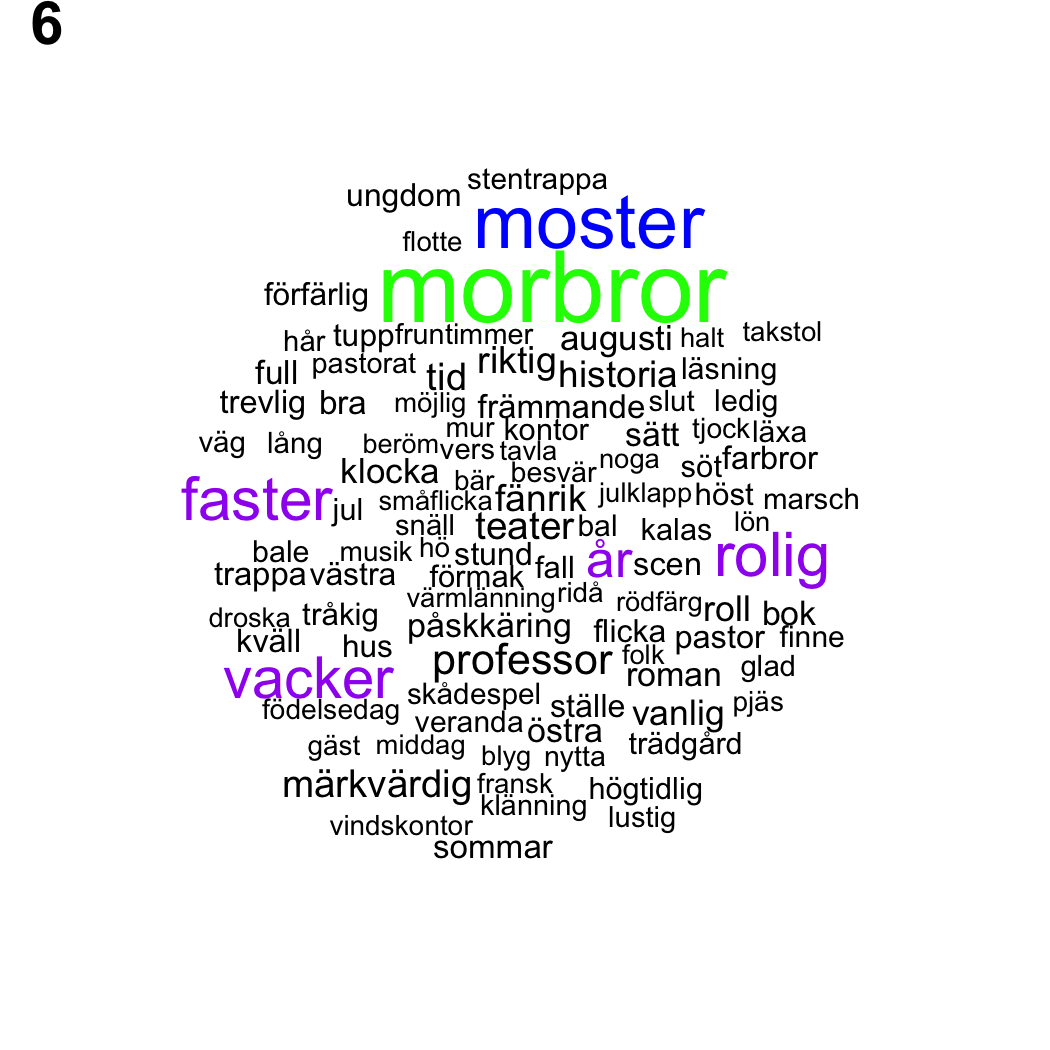 6
stentrappa
ungdom
moster
flotte
morbror
förfärlig
hår tupp fruntimmer augusti halt takstol
full pastorat tid riktig historia läsning
trevlig bra möjlig främmande slut ledig
mur kontor sätt tjock läxa
väg lång beröm vers tavla
klocka bär besvär noga söt farbror
faster jul småflicka fänrik julklapp höst marsch
snäll teater bal kalas lön
bale musik hö stund fall år scen rolig
trappa västra förmak
värmlänning ridå rödfärg roll bok
droska tråkig påskkäring flicka pastor finne
kväll hus professor folk roman glad
vacker skådespel ställe vanlig pjäs
födelsedag veranda östra trädgård
gäst middag blyg nytta
märkvärdig fransk högtidlig
klänning lustig
vindskontor
sommar